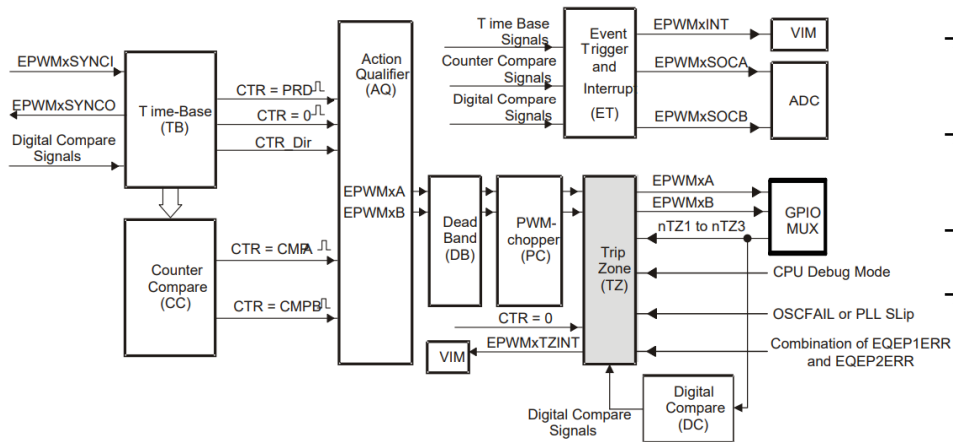 EPWMxSYNCI
EPWMxSYNCO
Digital Compare
Signals
Time-Base
(TB)
CTR = PRD
CTR = 0
CTR_Dir
Counter
Compare
(CC)
CTR = CMPA
CTR = CMPB
Action
Qualifier
(AQ)
EPWMxA
EPWMxB
Time Base
Signals
Counter Compare
Signals
Digital Compare
Signals
Event
Trigger
and
Interrupt
(ET)
EPWMxINT
EPWMxSOCA
EPWMxSOCB
VIM
ADC
Dead
Band
(DB)
PWM-
chopper
(PC)
Trip
Zone
(TZ)
EPWMxA
EPWMxB
nTZ1 to nTZ3
GPIO
MUX
CPU Debug Mode
OSCFAIL or PLL SLip
Combination of EQEP1ERR
and EQEP2ERR
CTR = 0
EPWMxTZINT
VIM
Digital Compare
Signals
Digital
Compare
(DC)